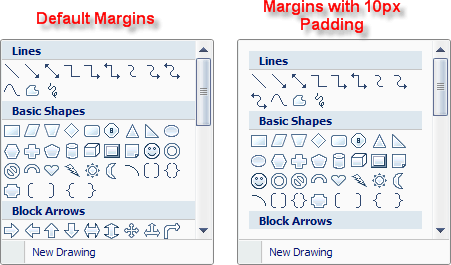 Default Margins
Lines
Basic Shapes
Block Arrows
New Drawing
Margins with 10px
Padding
Lines
Basic Shapes
Block Arrows
New Drawing